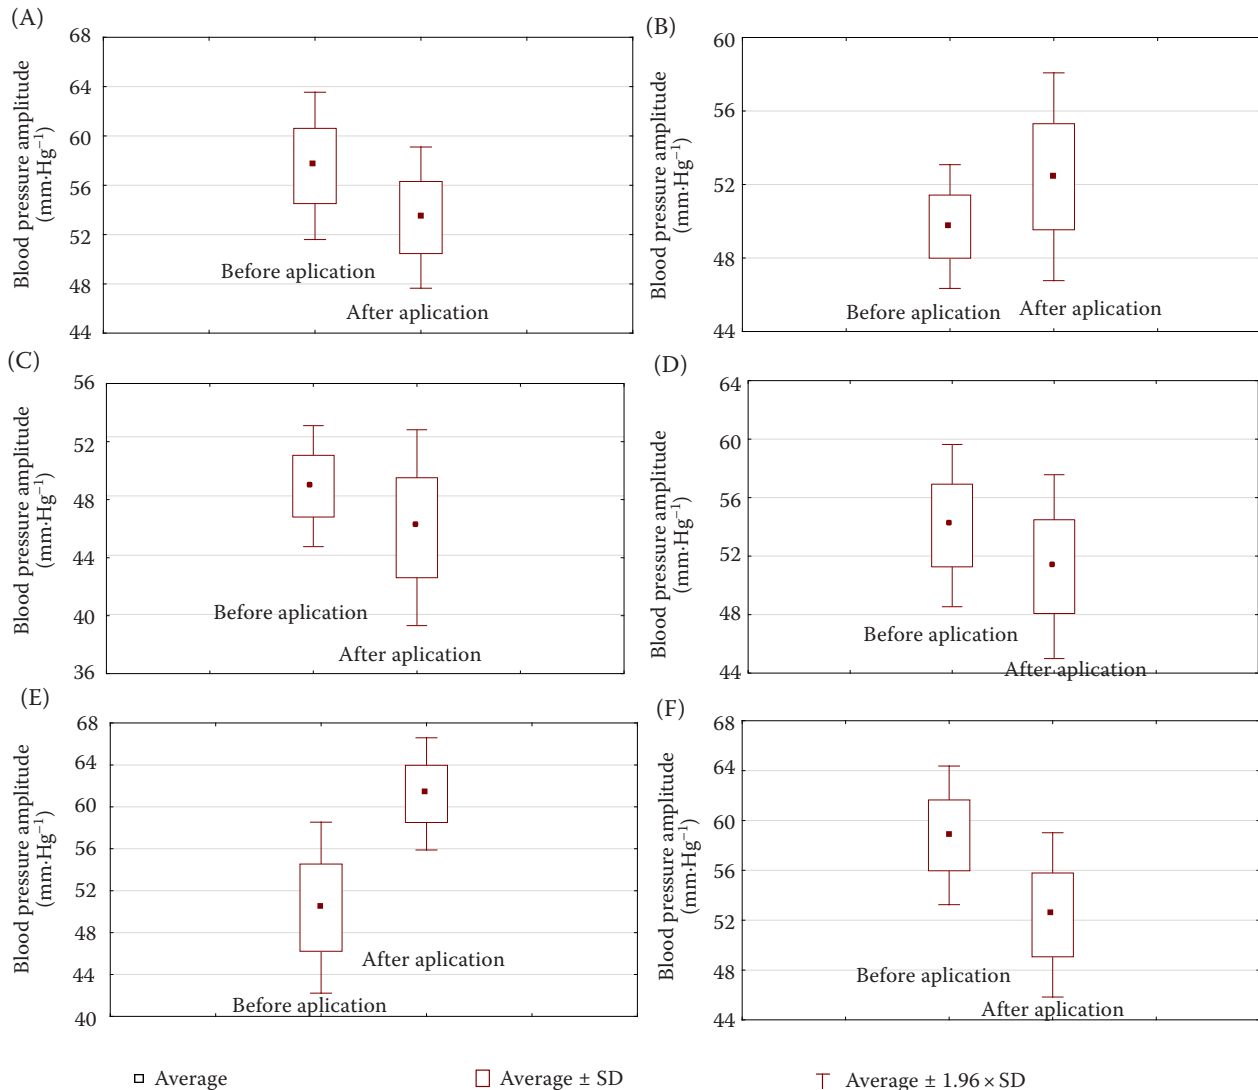 (A)
Blood pressure amplitude
(mm·Hg⁻¹)
68
64
60
56
52
48
44
Before aplication
After aplication
(B)
Blood pressure amplitude
(mm·Hg⁻¹)
60
56
52
48
44
Before aplication
After aplication
(C)
Blood pressure amplitude
(mm·Hg⁻¹)
56
52
48
44
40
36
Before aplication
After aplication
(D)
Blood pressure amplitude
(mm·Hg⁻¹)
64
60
56
52
48
44
Before aplication
After aplication
(E)
Blood pressure amplitude
(mm·Hg⁻¹)
68
64
60
56
52
48
44
40
After aplication
Before aplication
(F)
Blood pressure amplitude
(mm·Hg⁻¹)
68
64
60
56
52
48
44
Before aplication
After aplication
Average
Average ± SD
Average ± 1.96 × SD